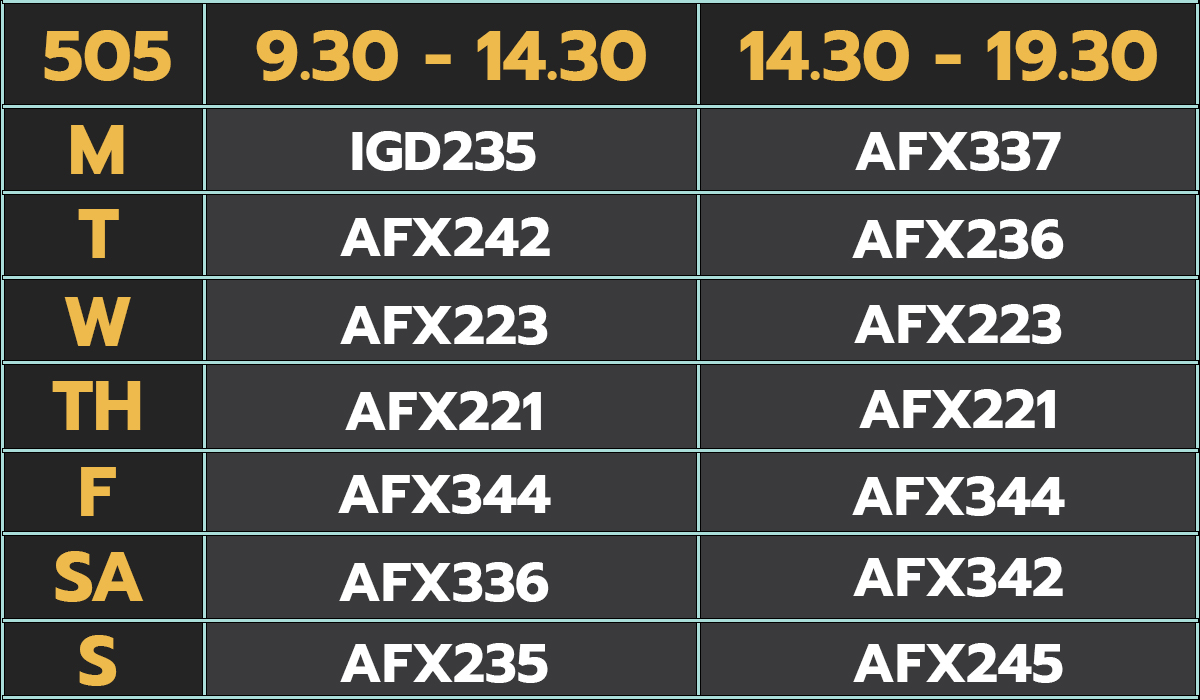 505 9.30 - 14.30 14.30 - 19.30
M IGD235 AFX337
T AFX242 AFX236
W AFX223 AFX223
TH AFX221 AFX221
F AFX344 AFX344
SA AFX336 AFX342
S AFX235 AFX245